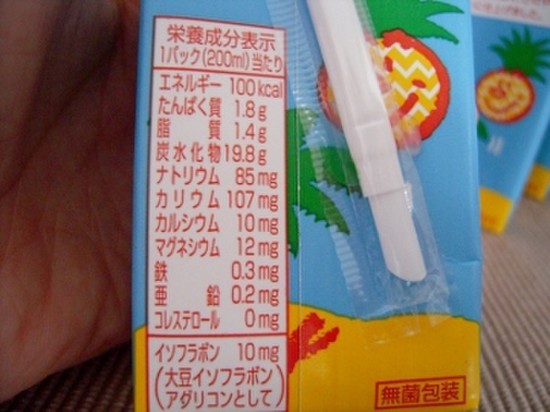 栄養成分表示
1パック(200ml)当たり
エネルギー 100kcal
たんぱく質 1.8g
脂質 1.4g
炭水化物 19.8g
ナトリウム 85mg
カリウム 107mg
カルシウム 10mg
マグネシウム 12mg
鉄 0.3mg
亜鉛 0.2mg
コレステロール 0mg
イソフラボン 10mg
(大豆イソフラボン
アグリコンとして)
無菌包装